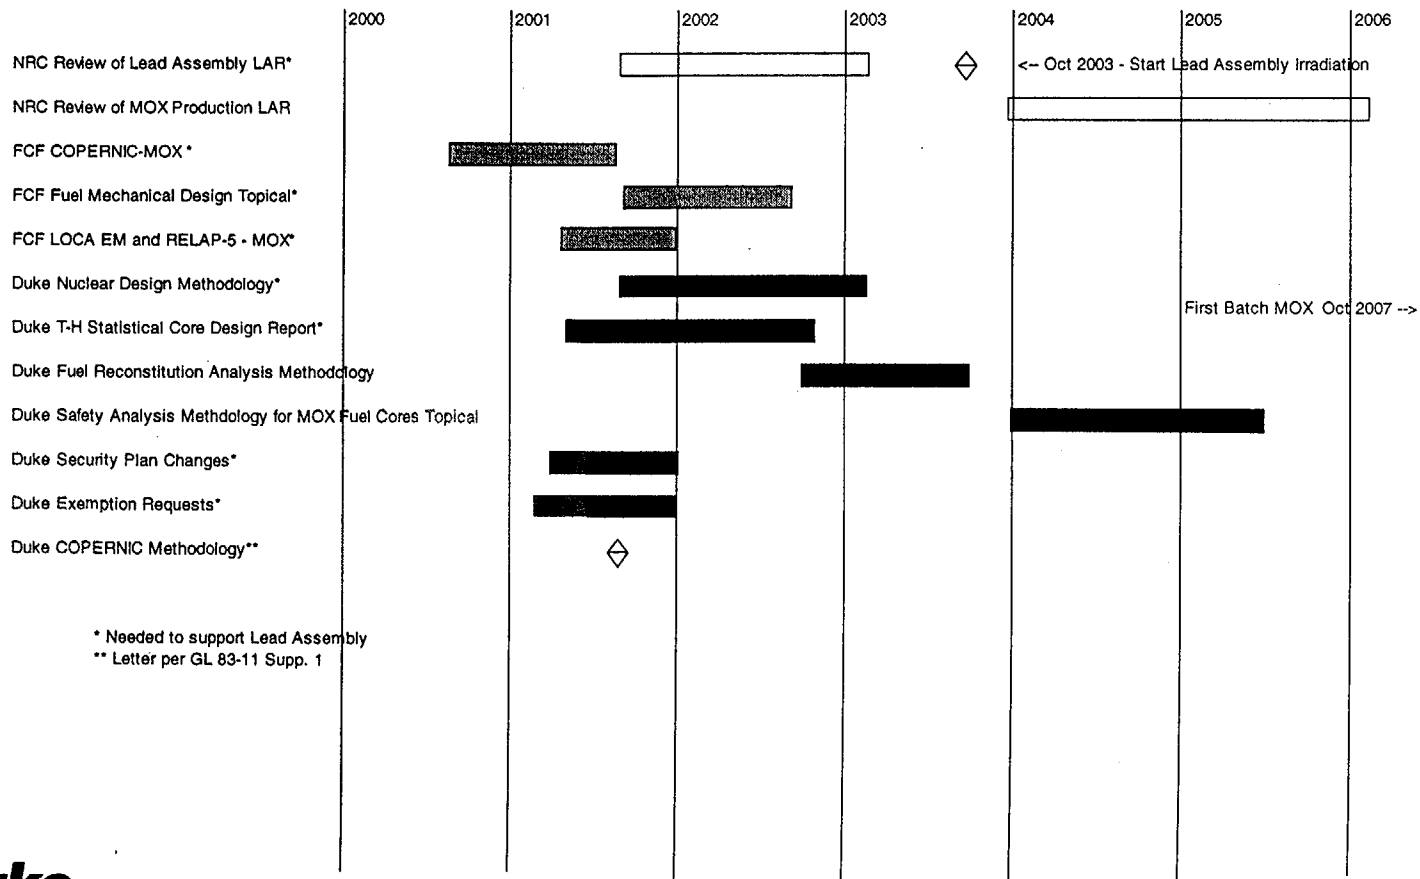 2000 2001 2002 2003 2004 2005 2006
NRC Review of Lead Assembly LAR*
<-- Oct 2003 - Start Lead Assembly Irradiation
NRC Review of MOX Production LAR
FCF COPERNIC-MOX *
FCF Fuel Mechanical Design Topical*
FCF LOCA EM and RELAP-5 - MOX*
Duke Nuclear Design Methodology*
First Batch MOX Oct 2007 -->
Duke T-H Statistical Core Design Report*
Duke Fuel Reconstitution Analysis Methodology
Duke Safety Analysis Methdology for MOX Fuel Cores Topical
Duke Security Plan Changes*
Duke Exemption Requests*
Duke COPERNIC Methodology**
* Needed to support Lead Assembly
** Letter per GL 83-11 Supp. 1